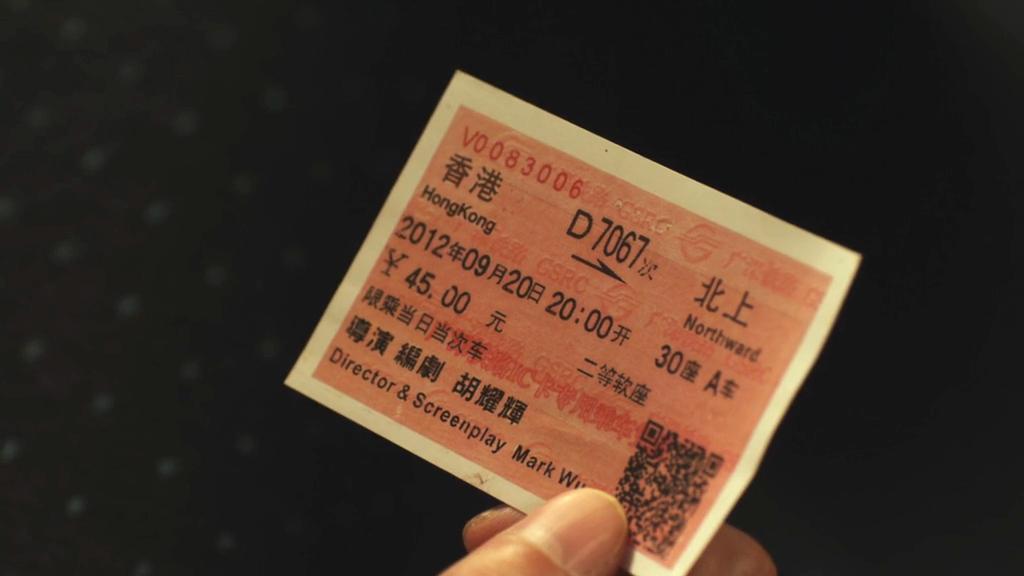 V0083006
香港 D7067次 北上
HongKong Northward
2012年09月20日 20:00开 30座 A车
￥ 45.00 元 二等软座
限乘当日当次车
導演 編劇 胡耀輝
Director & Screenplay Mark Wu